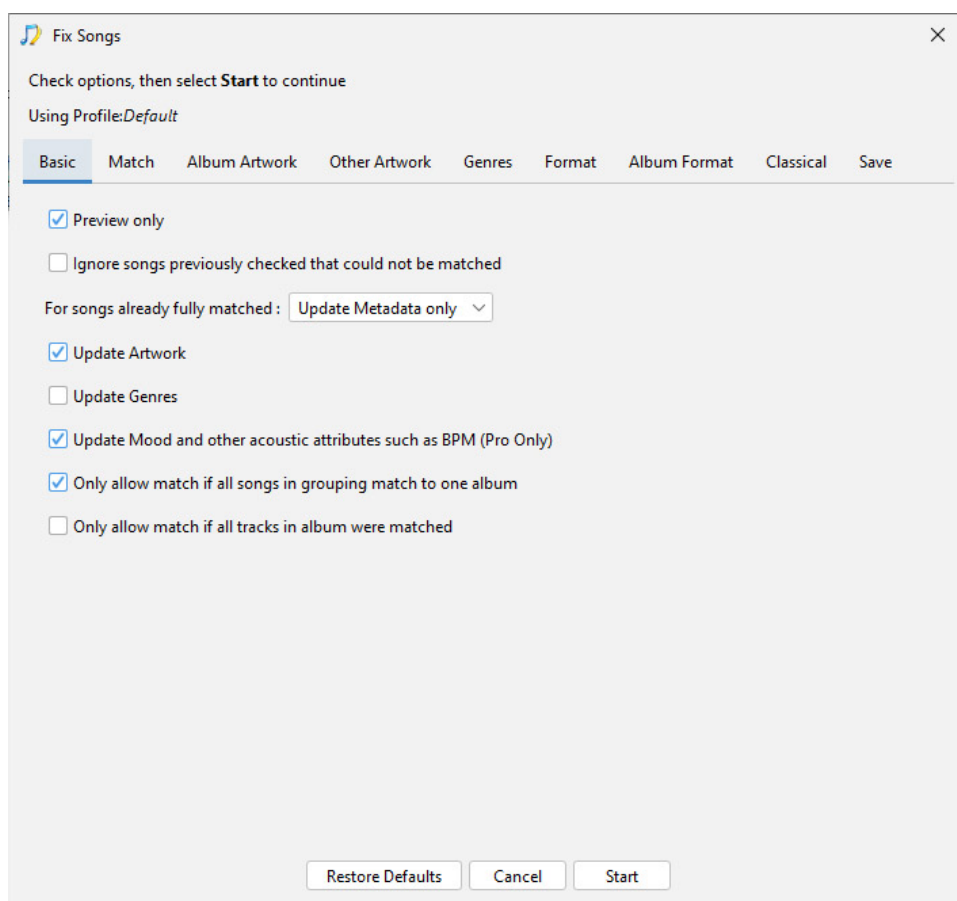 Fix Songs
Check options, then select Start to continue
Using Profile:Default
Basic Match Album Artwork Other Artwork Genres Format Album Format Classical Save
Preview only
Ignore songs previously checked that could not be matched
For songs already fully matched : Update Metadata only
Update Artwork
Update Genres
Update Mood and other acoustic attributes such as BPM (Pro Only)
Only allow match if all songs in grouping match to one album
Only allow match if all tracks in album were matched
Restore Defaults Cancel Start